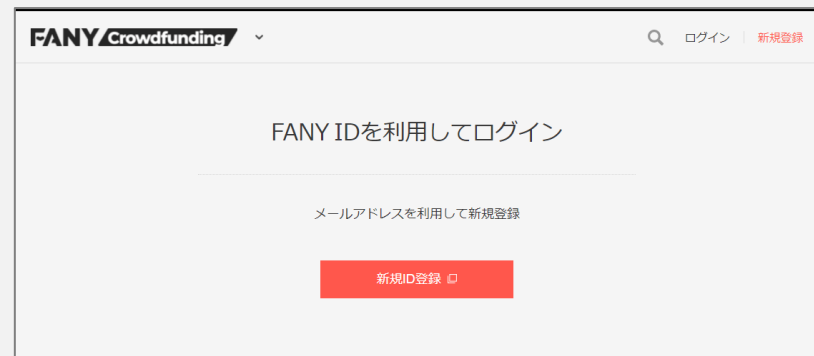 FANY Crowdfunding
ログイン
新規登録
FANY IDを利用してログイン
メールアドレスを利用して新規登録
新規ID登録